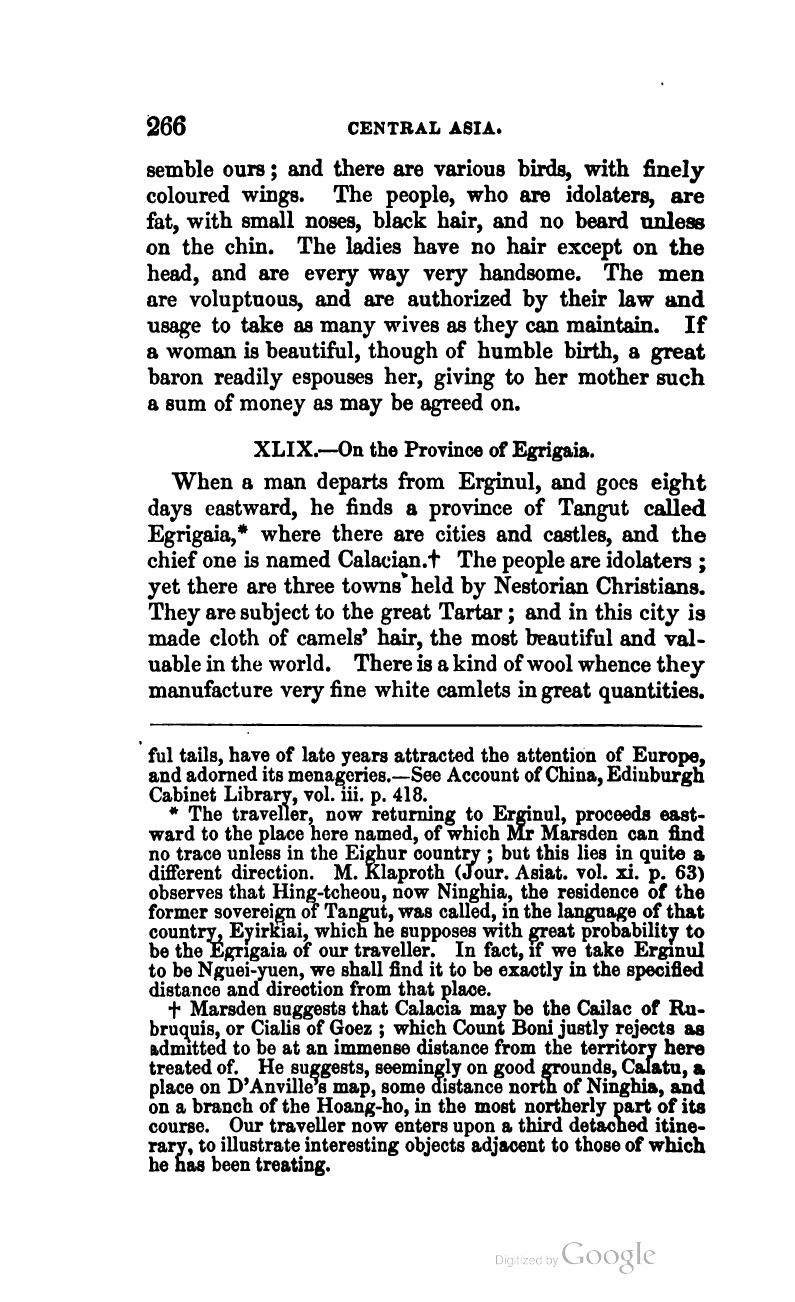 266 CENTRAL ASIA.
semble ours; and there are various birds, with finely
coloured wings. The people, who are idolaters, are
fat, with small noses, black hair, and no beard unless
on the chin. The ladies have no hair except on the
head, and are every way very handsome. The men
are voluptuous, and are authorized by their law and
usage to take as many wives as they can maintain. If
a woman is beautiful, though of humble birth, a great
baron readily espouses her, giving to her mother such
a sum of money as may be agreed on.
XLIX.—On the Province of Egrigaia.
When a man departs from Erginul, and goes eight
days eastward, he finds a province of Tangut called
Egrigaia,* where there are cities and castles, and the
chief one is named Calacian.† The people are idolaters;
yet there are three towns held by Nestorian Christians.
They are subject to the great Tartar; and in this city is
made cloth of camels' hair, the most beautiful and val-
uable in the world. There is a kind of wool whence they
manufacture very fine white camlets in great quantities.
ful tails, have of late years attracted the attention of Europe,
and adorned its menageries.—See Account of China, Edinburgh
Cabinet Library, vol. iii. p. 418.
* The traveller, now returning to Erginul, proceeds east-
ward to the place here named, of which Mr Marsden can find
no trace unless in the Eighur country; but this lies in quite a
different direction. M. Klaproth (Jour. Asiat. vol. xi. p. 63)
observes that Hing-tcheou, now Ninghia, the residence of the
former sovereign of Tangut, was called, in the language of that
country, Eyirkiai, which he supposes with great probability to
be the Egrigaia of our traveller. In fact, if we take Erginul
to be Nguei-yuen, we shall find it to be exactly in the specified
distance and direction from that place.
† Marsden suggests that Calacia may be the Cailac of Ru-
bruquis, or Cialis of Goez; which Count Boni justly rejects as
admitted to be at an immense distance from the territory here
treated of. He suggests, seemingly on good grounds, Calatu, a
place on D'Anville's map, some distance north of Ninghia, and
on a branch of the Hoang-ho, in the most northerly part of its
course. Our traveller now enters upon a third detached itine-
rary, to illustrate interesting objects adjacent to those of which
he has been treating.
Digitized by Google